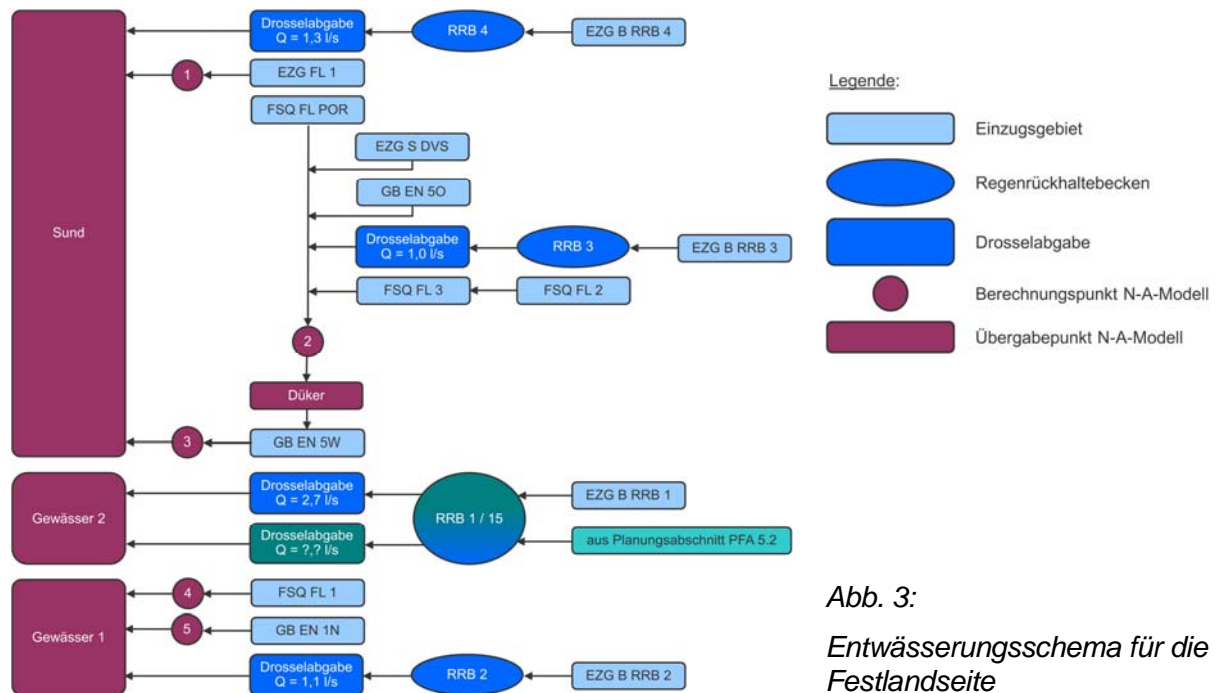 Drosselabgabe
Q = 1,3 l/s
RRB 4
EZG B RRB 4
1
EZG FL 1
FSQ FL POR
EZG S DVS
GB EN 5O
Sund
Drosselabgabe
Q = 1,0 l/s
RRB 3
EZG B RRB 3
FSQ FL 3
FSQ FL 2
2
Düker
3
GB EN 5W
Gewässer 2
Drosselabgabe
Q = 2,7 l/s
RRB 1 / 15
EZG B RRB 1
Drosselabgabe
Q = ?,? l/s
aus Planungsabschnitt PFA 5.2
Gewässer 1
4
FSQ FL 1
5
GB EN 1N
Drosselabgabe
Q = 1,1 l/s
RRB 2
EZG B RRB 2
Legende:
Einzugsgebiet
Regenrückhaltebecken
Drosselabgabe
Berechnungspunkt N-A-Modell
Übergabepunkt N-A-Modell
Abb. 3:
Entwässerungsschema für die
Festlandseite